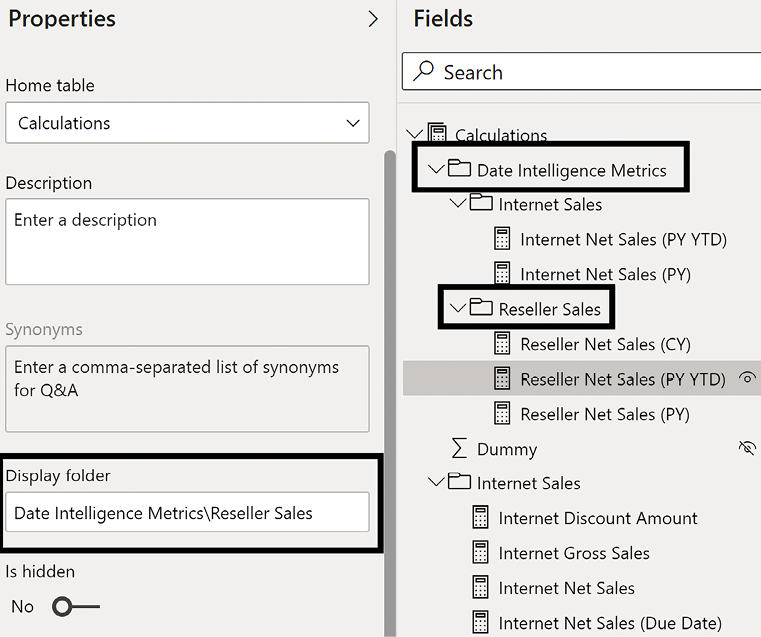 Properties
Home table
Calculations
Description
Enter a description
Synonyms
Enter a comma-separated list of synonyms
for Q&A
Display folder
Date Intelligence Metrics\Reseller Sales
Is hidden
No
Fields
Search
Calculations
Date Intelligence Metrics
Internet Sales
Internet Net Sales (PY YTD)
Internet Net Sales (PY)
Reseller Sales
Reseller Net Sales (CY)
Reseller Net Sales (PY YTD)
Reseller Net Sales (PY)
Dummy
Internet Sales
Internet Discount Amount
Internet Gross Sales
Internet Net Sales
Internet Net Sales (Due Date)